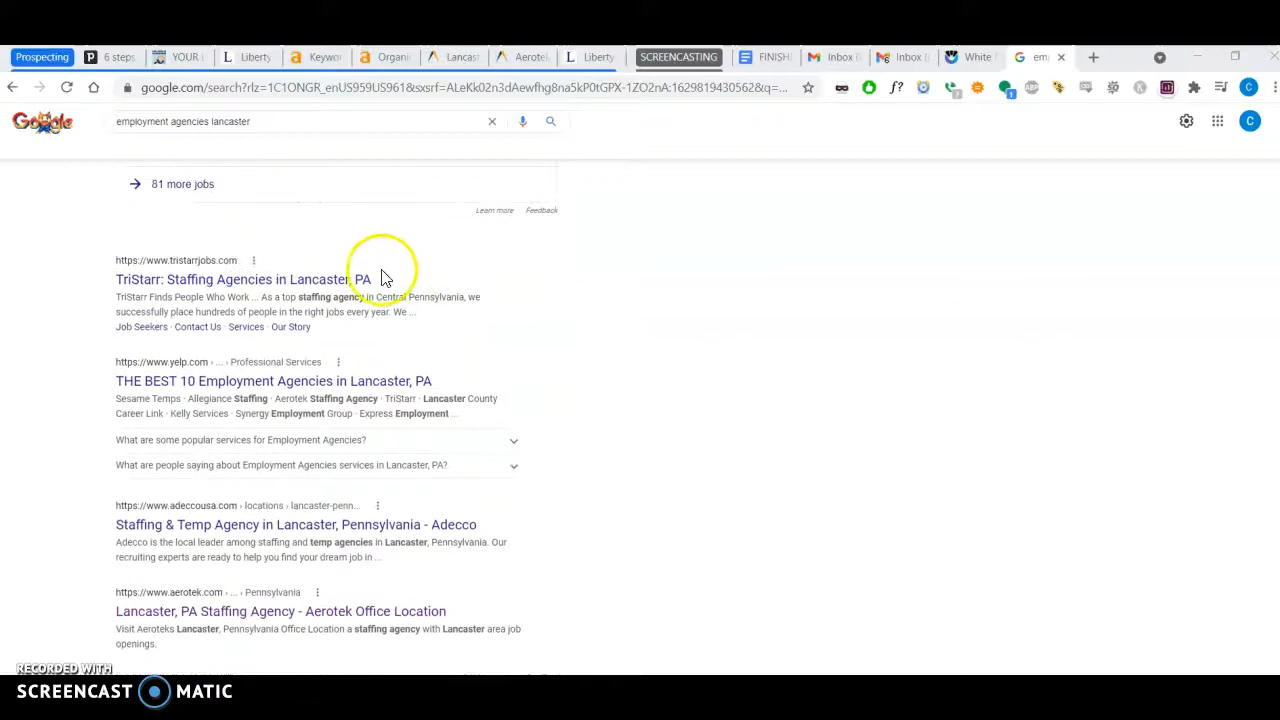 Prospecting
6 steps
YOUR
Liberty
Keywo
Organi
Lancast
Aerotek
Liberty
SCREENCASTING
FINISH
Inbox
Inbox (
White
em
google.com/search?rlz=1C1ONGR_enUS959US961&sxsrf=ALeKk02n3dAewfhg8na5kP0tGPX-1ZO2nA:1629819430562&q=...
Google
employment agencies lancaster
C
C
81 more jobs
Learn more Feedback
https://www.tristarrjobs.com
TriStarr: Staffing Agencies in Lancaster, PA
TriStarr Finds People Who Work ... As a top staffing agency in Central Pennsylvania, we
successfully place hundreds of people in the right jobs every year. We ...
Job Seekers · Contact Us · Services · Our Story
https://www.yelp.com › ... › Professional Services
THE BEST 10 Employment Agencies in Lancaster, PA
Sesame Temps · Allegiance Staffing · Aerotek Staffing Agency · TriStarr · Lancaster County
Career Link · Kelly Services · Synergy Employment Group · Express Employment ...
What are some popular services for Employment Agencies?
What are people saying about Employment Agencies services in Lancaster, PA?
https://www.adeccousa.com › locations › lancaster-penn...
Staffing & Temp Agency in Lancaster, Pennsylvania - Adecco
Adecco is the local leader among staffing and temp agencies in Lancaster, Pennsylvania. Our
recruiting experts are ready to help you find your dream job in ...
https://www.aerotek.com › ... › Pennsylvania
Lancaster, PA Staffing Agency - Aerotek Office Location
Visit Aeroteks Lancaster, Pennsylvania Office Location a staffing agency with Lancaster area job
openings.
RECORDED WITH
SCREENCAST MATIC